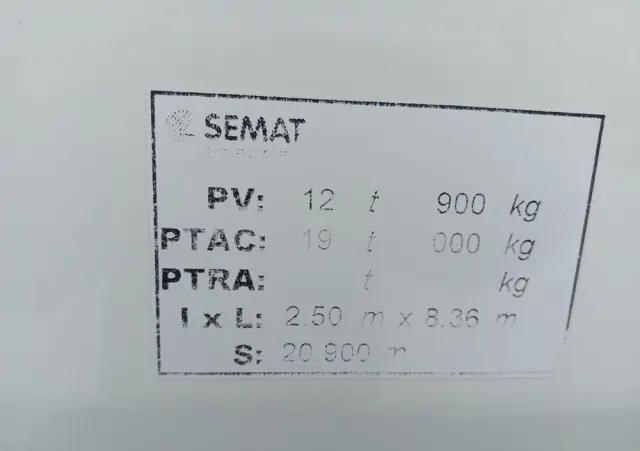 SEMAT
PV: 12 t 900 kg
PTAC: 19 t 000 kg
PTRA: t kg
l x L: 2.50 m x 8.36 m
S: 20.900 m